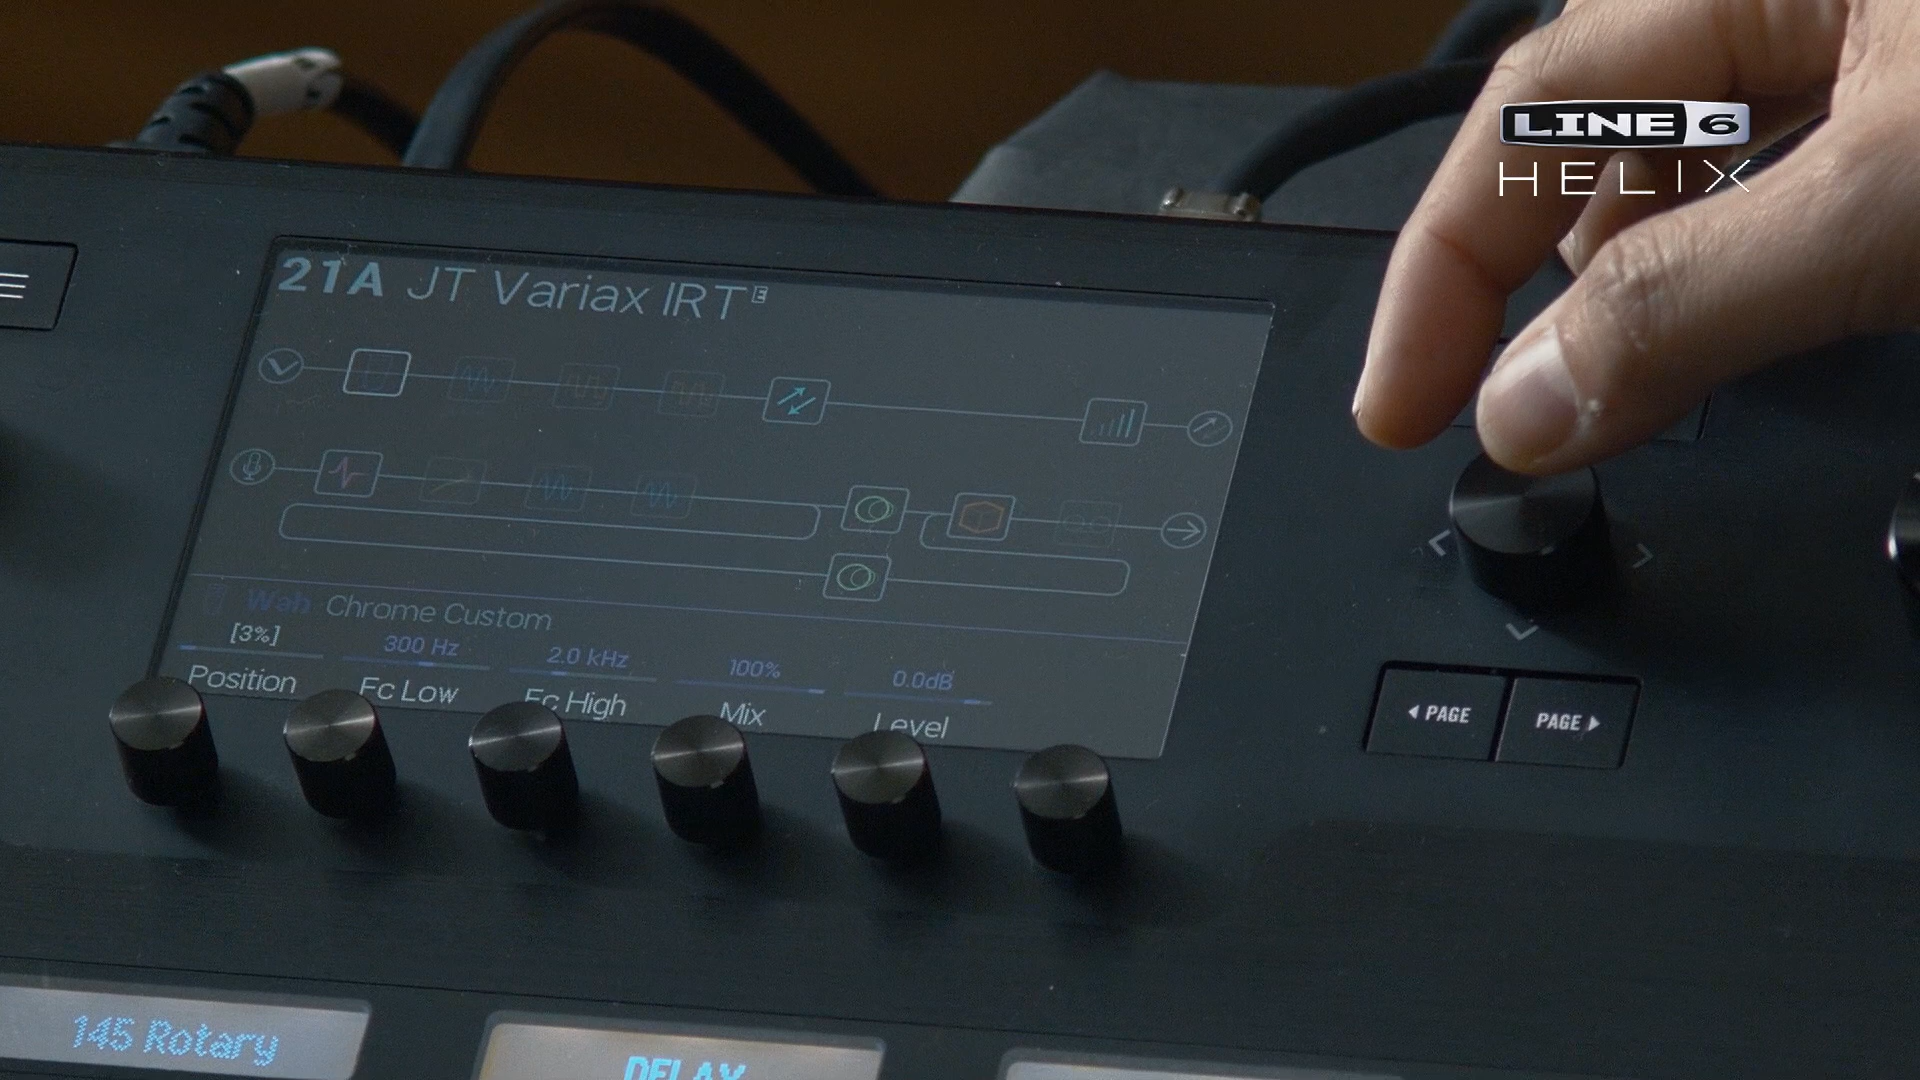 LINE 6
HELIX
21A JT Variax IRT E
Wah Chrome Custom
[3%] 300 Hz 2.0 kHz 100% 0.0dB
Position Fc Low Fc High Mix Level
◀ PAGE PAGE ▶
145 Rotary DELAY